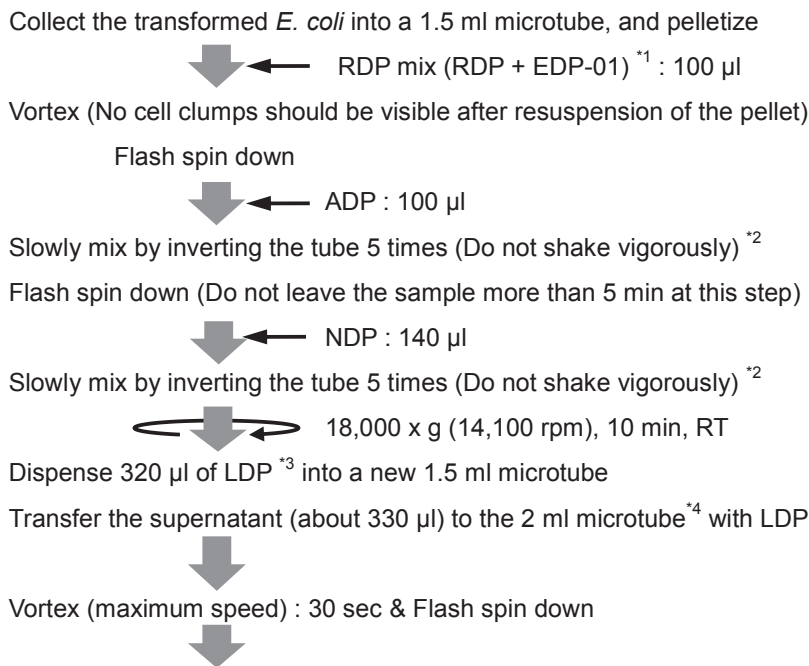 Collect the transformed E. coli into a 1.5 ml microtube, and pelletize
RDP mix (RDP + EDP-01) *1 : 100 µl
Vortex (No cell clumps should be visible after resuspension of the pellet)
Flash spin down
ADP : 100 µl
Slowly mix by inverting the tube 5 times (Do not shake vigorously) *2
Flash spin down (Do not leave the sample more than 5 min at this step)
NDP : 140 µl
Slowly mix by inverting the tube 5 times (Do not shake vigorously) *2
18,000 x g (14,100 rpm), 10 min, RT
Dispense 320 µl of LDP *3 into a new 1.5 ml microtube
Transfer the supernatant (about 330 µl) to the 2 ml microtube*4 with LDP
Vortex (maximum speed) : 30 sec & Flash spin down